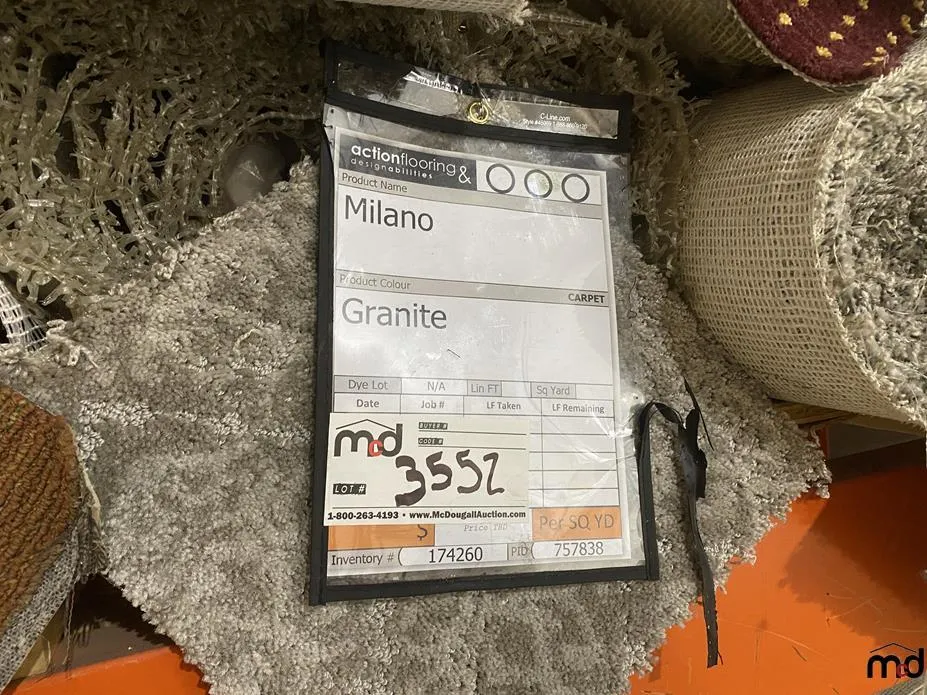 C-Line.com
actionflooring &
designabilities
Product Name
Milano
Product Colour
CARPET
Granite
Dye Lot N/A Lin FT Sq Yard
Date Job # LF Taken LF Remaining
mcd
BUYER #
CODE #
LOT # 3552
1-800-263-4193 • www.McDougallAuction.com
$ Price TBD Per SQ YD
Inventory # ( 174260 PID ( 757838
mcd